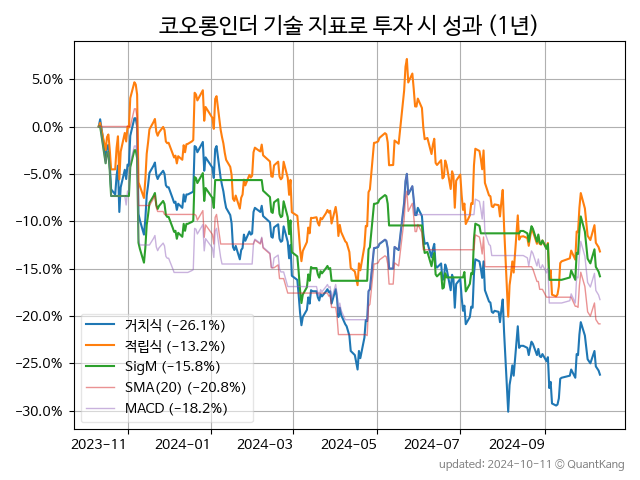 코오롱인더 기술 지표로 투자 시 성과 (1년)
5.0%
0.0%
−5.0%
−10.0%
−15.0%
−20.0%
−25.0%
−30.0%
거치식 (−26.1%)
적립식 (−13.2%)
SigM (−15.8%)
SMA(20) (−20.8%)
MACD (−18.2%)
2023-11 2024-01 2024-03 2024-05 2024-07 2024-09
updated: 2024-10-11 © QuantKang